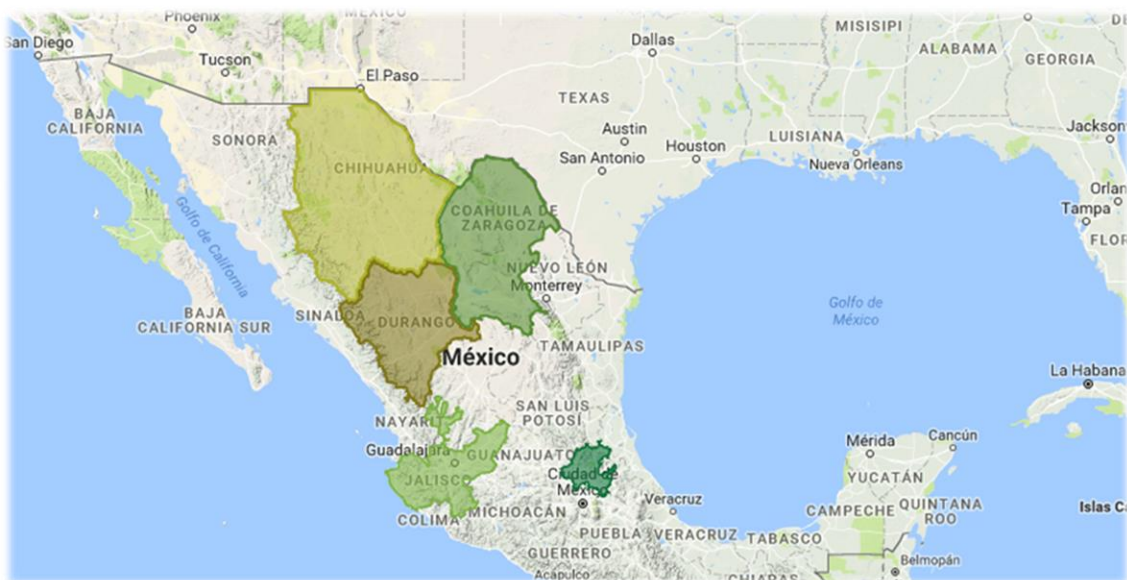 Phoenix
MÉXICO
San Diego
Tucson
El Paso
Dallas
MISISIPI
ALABAMA
GEORGIA
BAJA
CALIFORNIA
SONORA
TEXAS
Austin
San Antonio
Houston
LUISIANA
Nueva Orleans
CHIHUAHUA
COAHUILA DE
ZARAGOZA
Golfo de California
NUEVO LEÓN
Monterrey
BAJA
CALIFORNIA SUR
SINALOA
DURANGO
México
TAMAULIPAS
Golfo de
México
Tampa
La Habana
NAYARIT
SAN LUIS
POTOSÍ
Guadalajara
GUANAJUATO
JALISCO
Ciudad de
México
COLIMA
MICHOACÁN
Veracruz
Mérida
Cancún
YUCATÁN
QUINTANA
ROO
CAMPECHE
PUEBLA
VERACRUZ
TABASCO
GUERRERO
Acapulco
CHIAPAS
Belmopán